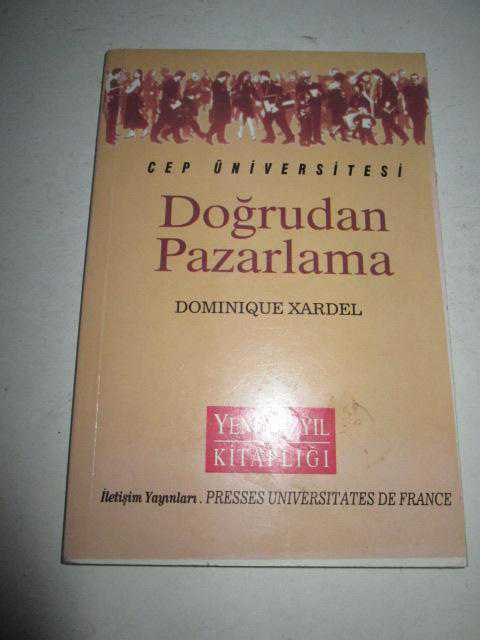 CEP ÜNİVERSİTESİ
Doğrudan
Pazarlama
DOMINIQUE XARDEL
KİTAPLIĞI
İletişim Yayınları . PRESSES UNIVERSITATES DE FRANCE